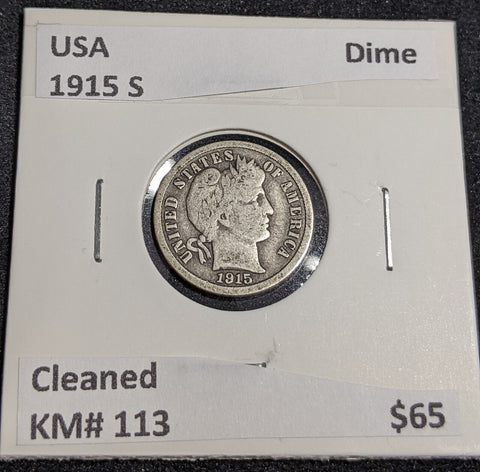 USA Dime
1915 S
UNITED STATES OF AMERICA
1915
Cleaned
KM# 113 $65